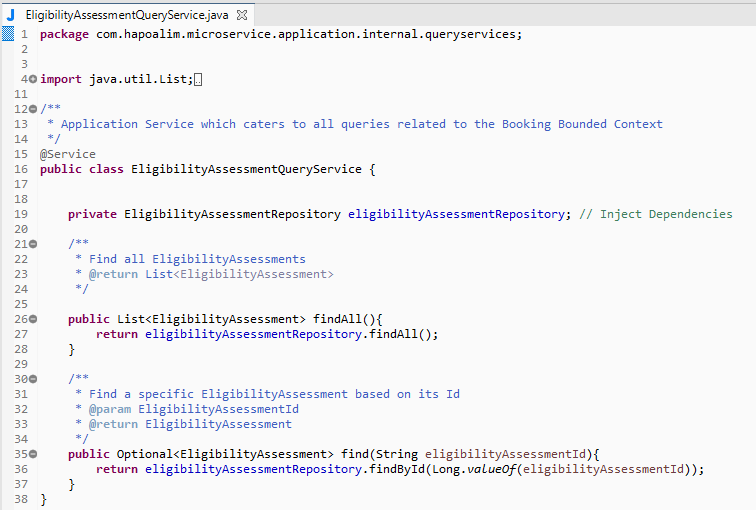 J EligibilityAssessmentQueryService.java
1 package com.hapoalim.microservice.application.internal.queryservices;
2
3
4 import java.util.List;
11
12 /**
13 * Application Service which caters to all queries related to the Booking Bounded Context
14 */
15 @Service
16 public class EligibilityAssessmentQueryService {
17
18
19 private EligibilityAssessmentRepository eligibilityAssessmentRepository; // Inject Dependencies
20
21 /**
22 * Find all EligibilityAssessments
23 * @return List<EligibilityAssessment>
24 */
25
26 public List<EligibilityAssessment> findAll(){
27 return eligibilityAssessmentRepository.findAll();
28 }
29
30 /**
31 * Find a specific EligibilityAssessment based on its Id
32 * @param EligibilityAssessmentId
33 * @return EligibilityAssessment
34 */
35 public Optional<EligibilityAssessment> find(String eligibilityAssessmentId){
36 return eligibilityAssessmentRepository.findById(Long.valueOf(eligibilityAssessmentId));
37 }
38 }